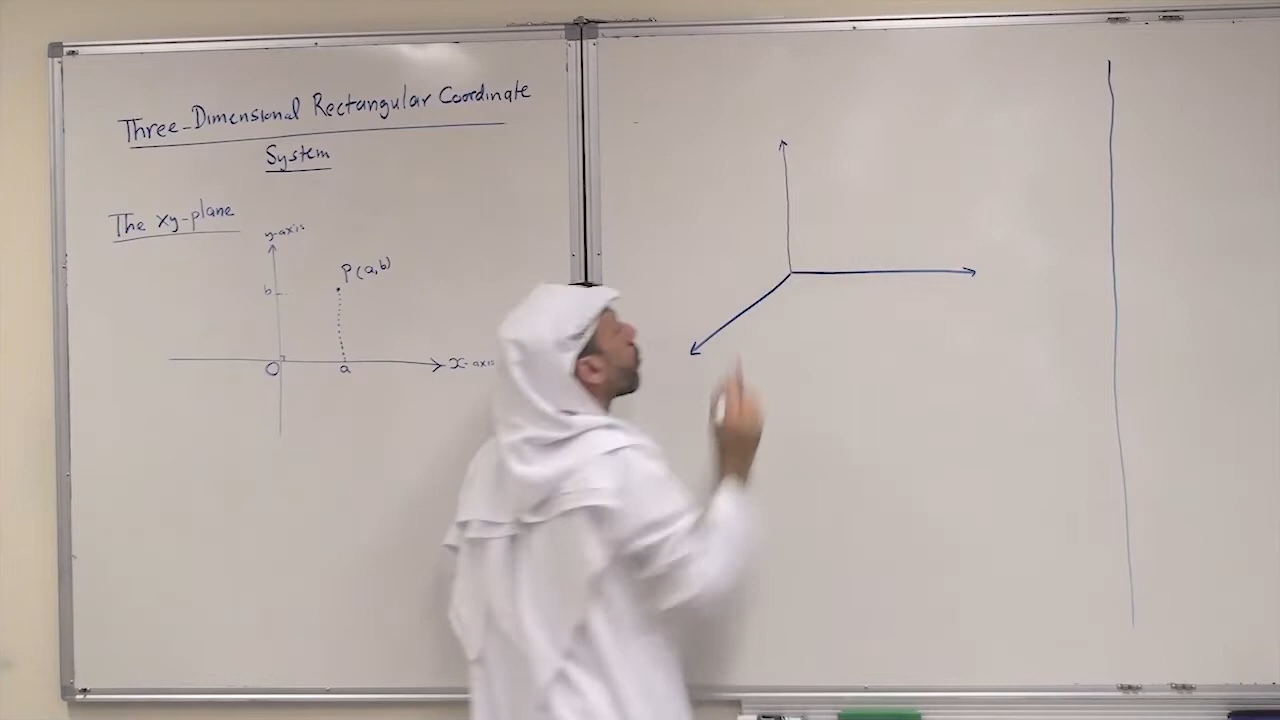 Three-Dimensional Rectangular Coordinate
System
The xy-plane
y-axis
P(a,b)
b
O
a
x-axis